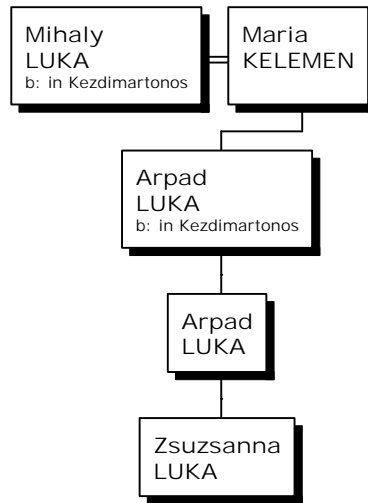 Mihaly
LUKA
b: in Kezdimartonos
Maria
KELEMEN
Arpad
LUKA
b: in Kezdimartonos
Arpad
LUKA
Zsuzsanna
LUKA